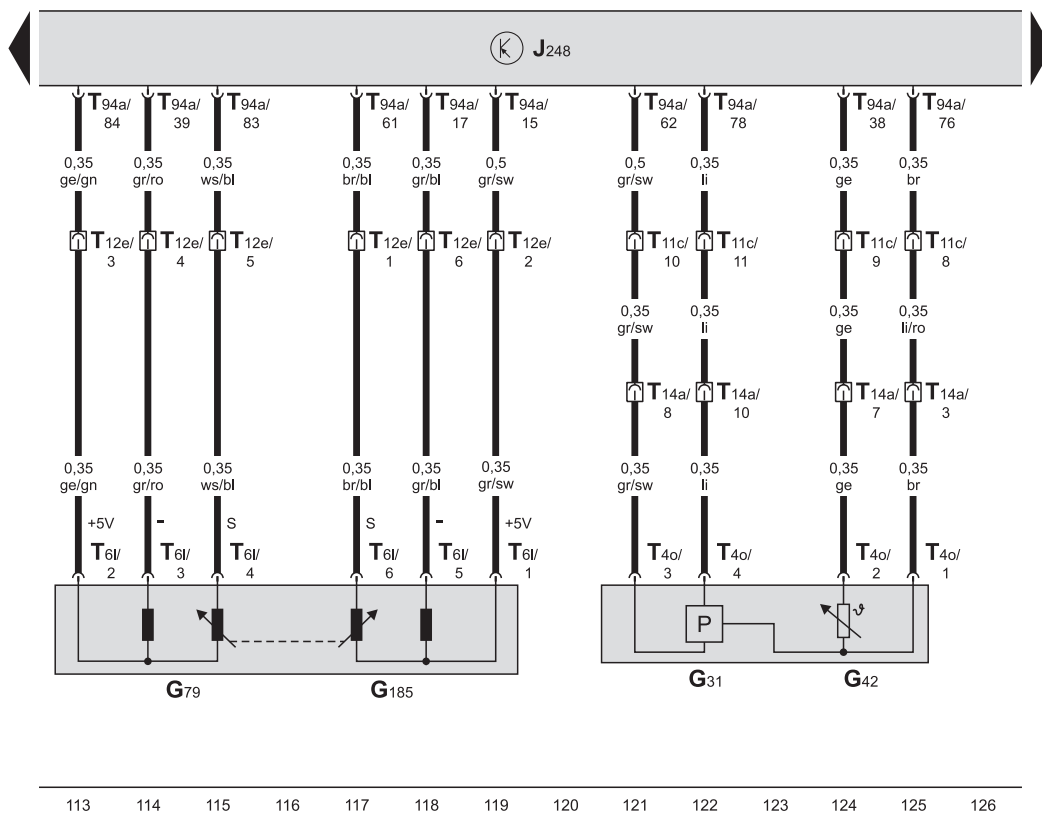 J248
T94a/ T94a/ T94a/ T94a/ T94a/ T94a/ T94a/ T94a/ T94a/ T94a/
84 39 83 61 17 15 62 78 38 76
0,35 0,35 0,35 0,35 0,35 0,5 0,5 0,35 0,35 0,35
ge/gn gr/ro ws/bl br/bl gr/bl gr/sw gr/sw li ge br
T12e/ T12e/ T12e/ T12e/ T12e/ T12e/ T11c/ T11c/ T11c/ T11c/
3 4 5 1 6 2 10 11 9 8
0,35 0,35 0,35 0,35
gr/sw li ge li/ro
T14a/ T14a/ T14a/ T14a/
8 10 7 3
0,35 0,35 0,35 0,35 0,35 0,35 0,35 0,35 0,35 0,35
ge/gn gr/ro ws/bl br/bl gr/bl gr/sw gr/sw li ge br
+5V - S S - +5V
T6l/ T6l/ T6l/ T6l/ T6l/ T6l/ T4o/ T4o/ T4o/ T4o/
2 3 4 6 5 1 3 4 2 1
P ϑ
G79 G185 G31 G42
113 114 115 116 117 118 119 120 121 122 123 124 125 126